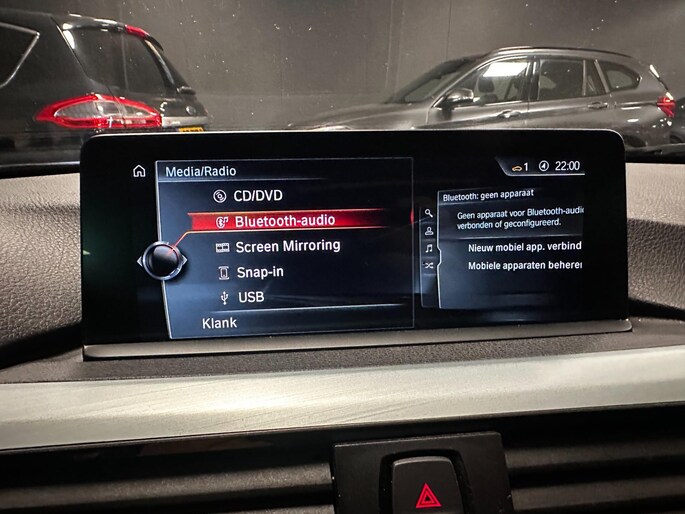 Media/Radio
1 22:00
CD/DVD
Bluetooth-audio
Screen Mirroring
Snap-in
USB
Klank
Bluetooth: geen apparaat
Geen apparaat voor Bluetooth-audio
verbonden of geconfigureerd.
Nieuw mobiel app. verbind
Mobiele apparaten beheren